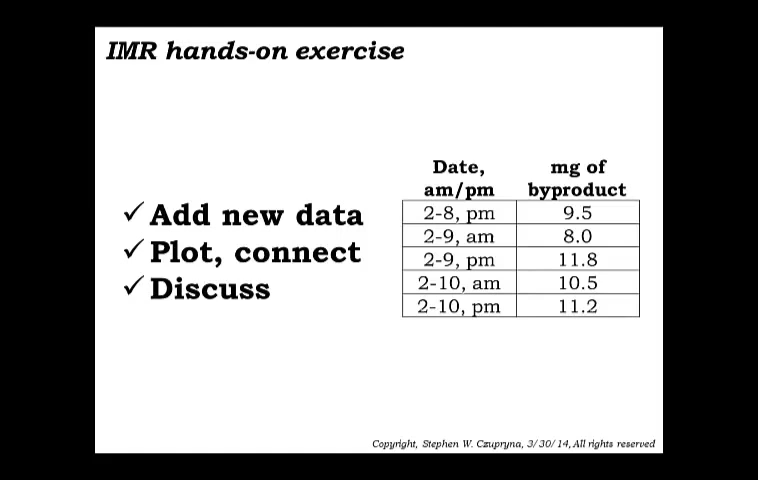 IMR hands-on exercise
✓ Add new data
✓ Plot, connect
✓ Discuss
Date, mg of
am/pm byproduct
2-8, pm 9.5
2-9, am 8.0
2-9, pm 11.8
2-10, am 10.5
2-10, pm 11.2
Copyright, Stephen W. Czupryna, 3/30/14, All rights reserved